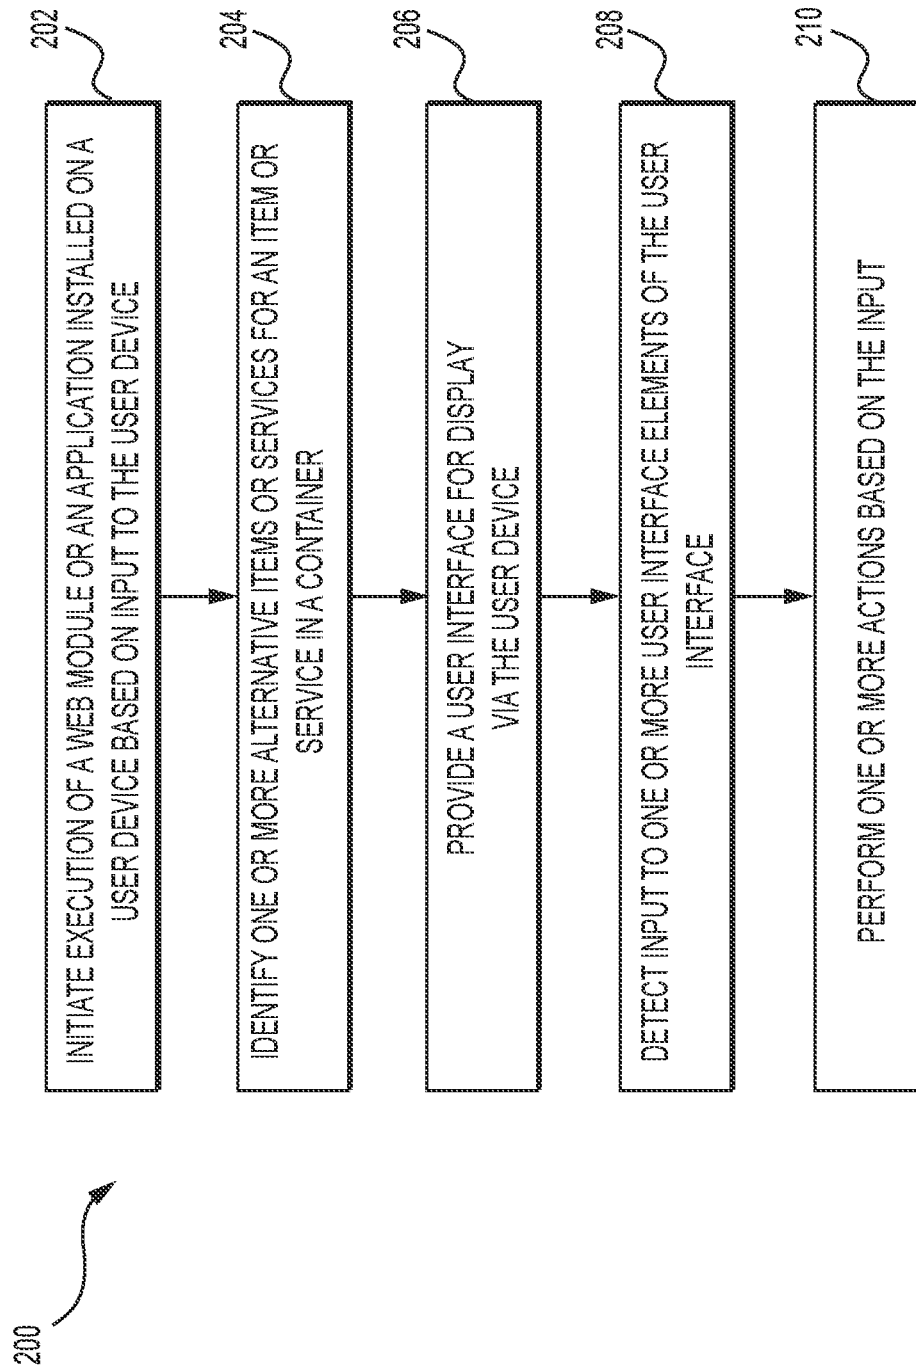 200
INITIATE EXECUTION OF A WEB MODULE OR AN APPLICATION INSTALLED ON A
USER DEVICE BASED ON INPUT TO THE USER DEVICE
202
IDENTIFY ONE OR MORE ALTERNATIVE ITEMS OR SERVICES FOR AN ITEM OR
SERVICE IN A CONTAINER
204
PROVIDE A USER INTERFACE FOR DISPLAY
VIA THE USER DEVICE
206
DETECT INPUT TO ONE OR MORE USER INTERFACE ELEMENTS OF THE USER
INTERFACE
208
PERFORM ONE OR MORE ACTIONS BASED ON THE INPUT
210